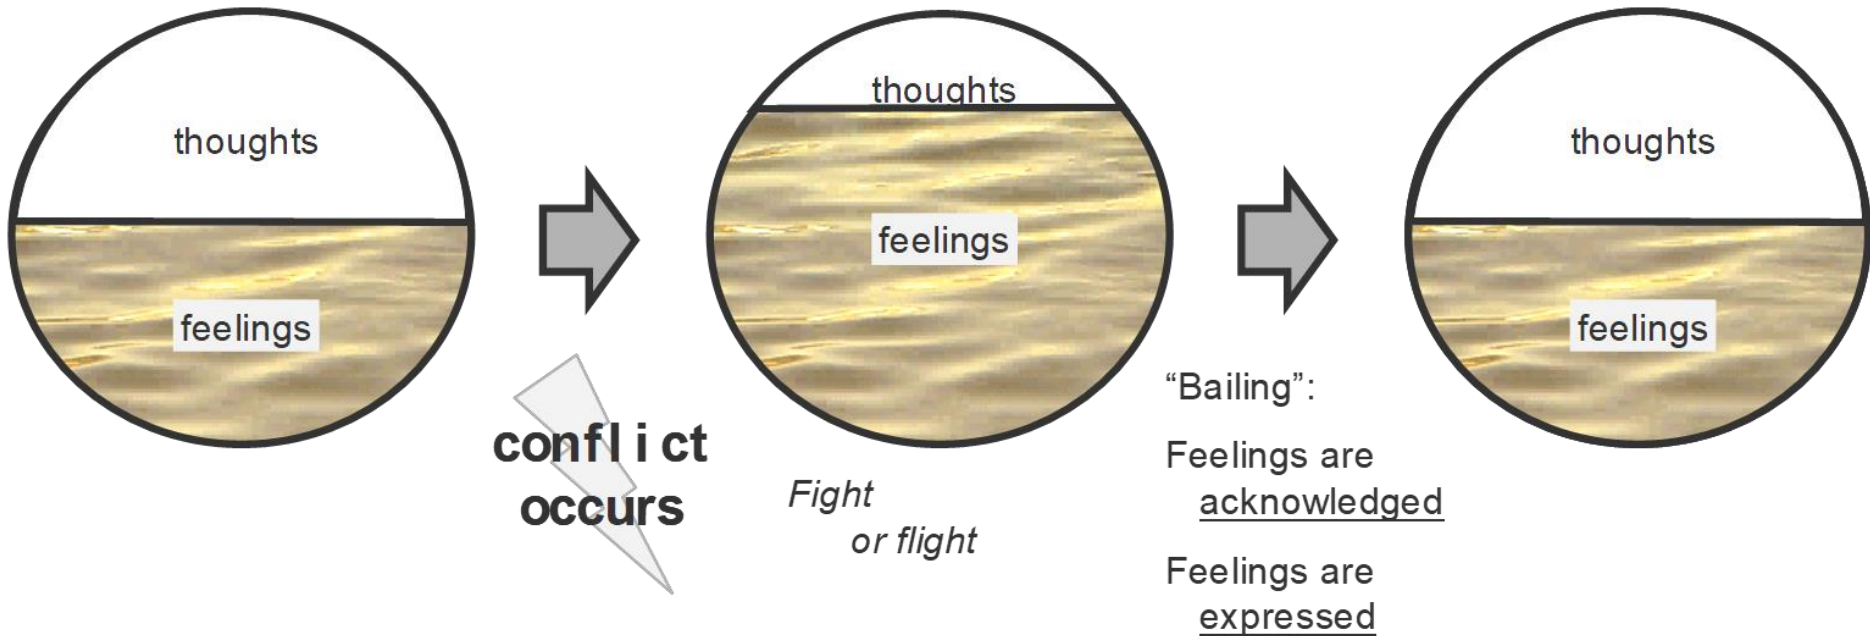 thoughts
feelings
conflict
occurs
thoughts
feelings
Fight
or flight
“Bailing”:
Feelings are
acknowledged
Feelings are
expressed
thoughts
feelings